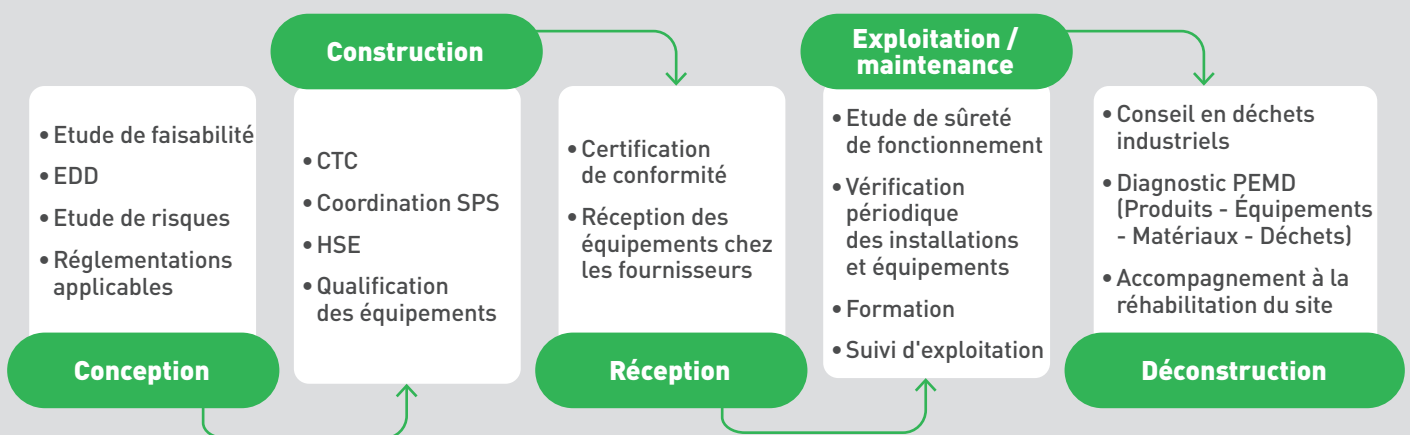 Conception
• Etude de faisabilité
• EDD
• Etude de risques
• Réglementations
applicables
Construction
• CTC
• Coordination SPS
• HSE
• Qualification
des équipements
Réception
• Certification
de conformité
• Réception des
équipements chez
les fournisseurs
Exploitation /
maintenance
• Etude de sûreté
de fonctionnement
• Vérification
périodique
des installations
et équipements
• Formation
• Suivi d'exploitation
Déconstruction
• Conseil en déchets
industriels
• Diagnostic PEMD
(Produits - Équipements
- Matériaux - Déchets)
• Accompagnement à la
réhabilitation du site